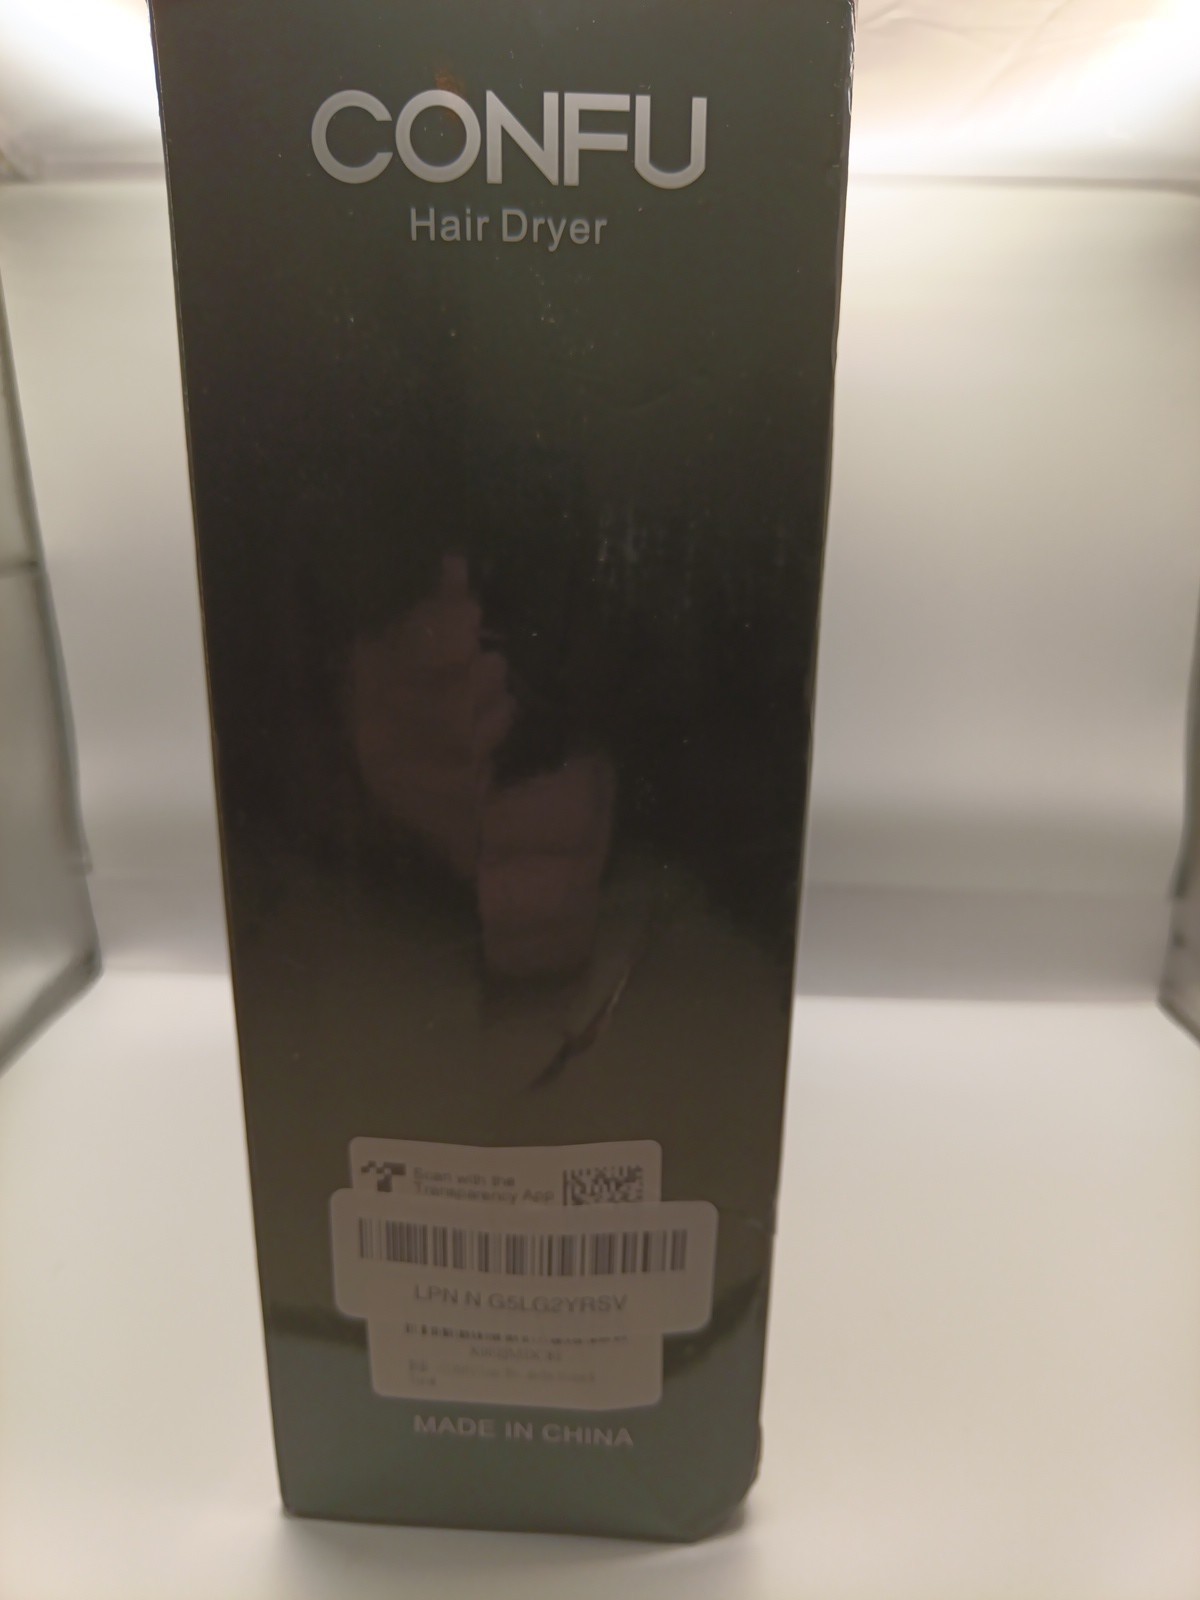 CONFU
Hair Dryer
Scan with the
Transparency App
LPN N G5LG2YRSV
MADE IN CHINA